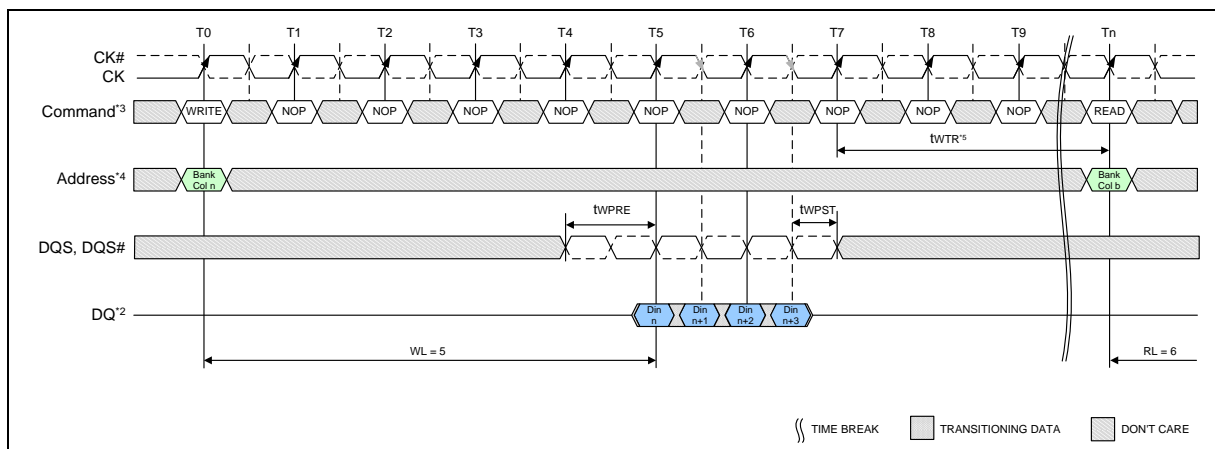 T0 T1 T2 T3 T4 T5 T6 T7 T8 T9 Tn
CK#
CK
Command*3 WRITE NOP NOP NOP NOP NOP NOP NOP NOP NOP READ
tWTR*5
Address*4 Bank Col n Bank Col b
tWPRE tWPST
DQS, DQS#
DQ*2 Din n Din n+1 Din n+2 Din n+3
WL = 5 RL = 6
TIME BREAK TRANSITIONING DATA DON'T CARE